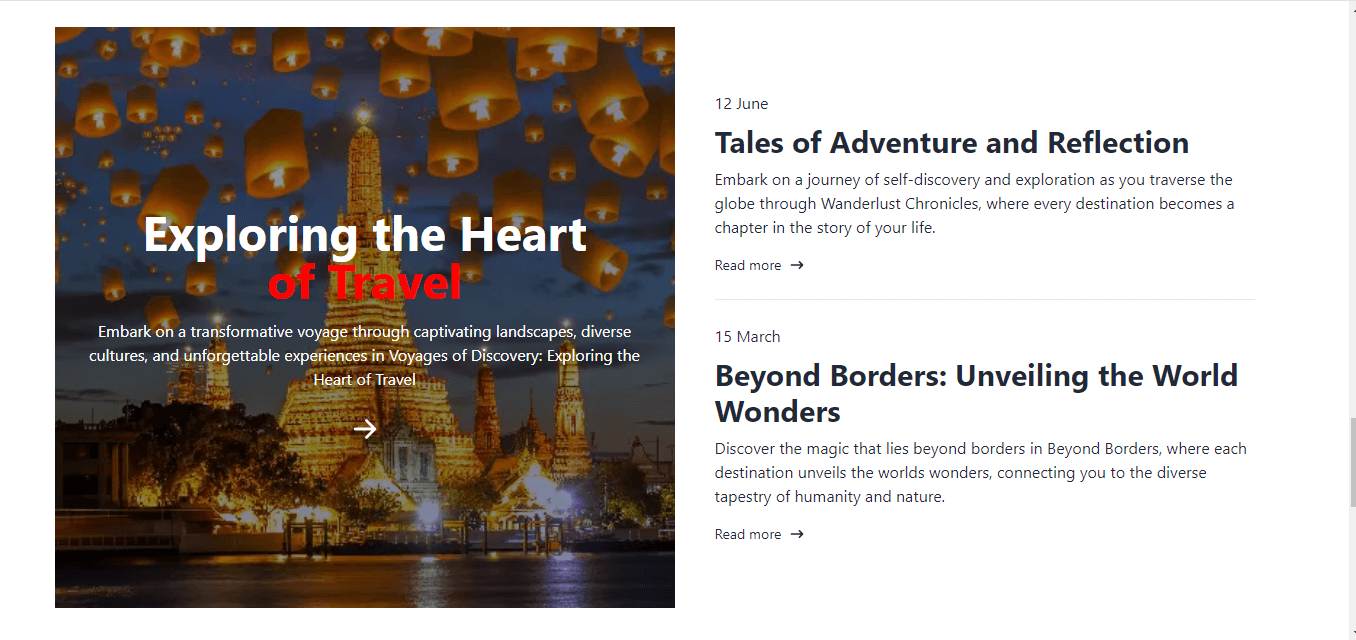 Exploring the Heart
of Travel
Embark on a transformative voyage through captivating landscapes, diverse
cultures, and unforgettable experiences in Voyages of Discovery: Exploring the
Heart of Travel
12 June
Tales of Adventure and Reflection
Embark on a journey of self-discovery and exploration as you traverse the
globe through Wanderlust Chronicles, where every destination becomes a
chapter in the story of your life.
Read more
15 March
Beyond Borders: Unveiling the World
Wonders
Discover the magic that lies beyond borders in Beyond Borders, where each
destination unveils the worlds wonders, connecting you to the diverse
tapestry of humanity and nature.
Read more